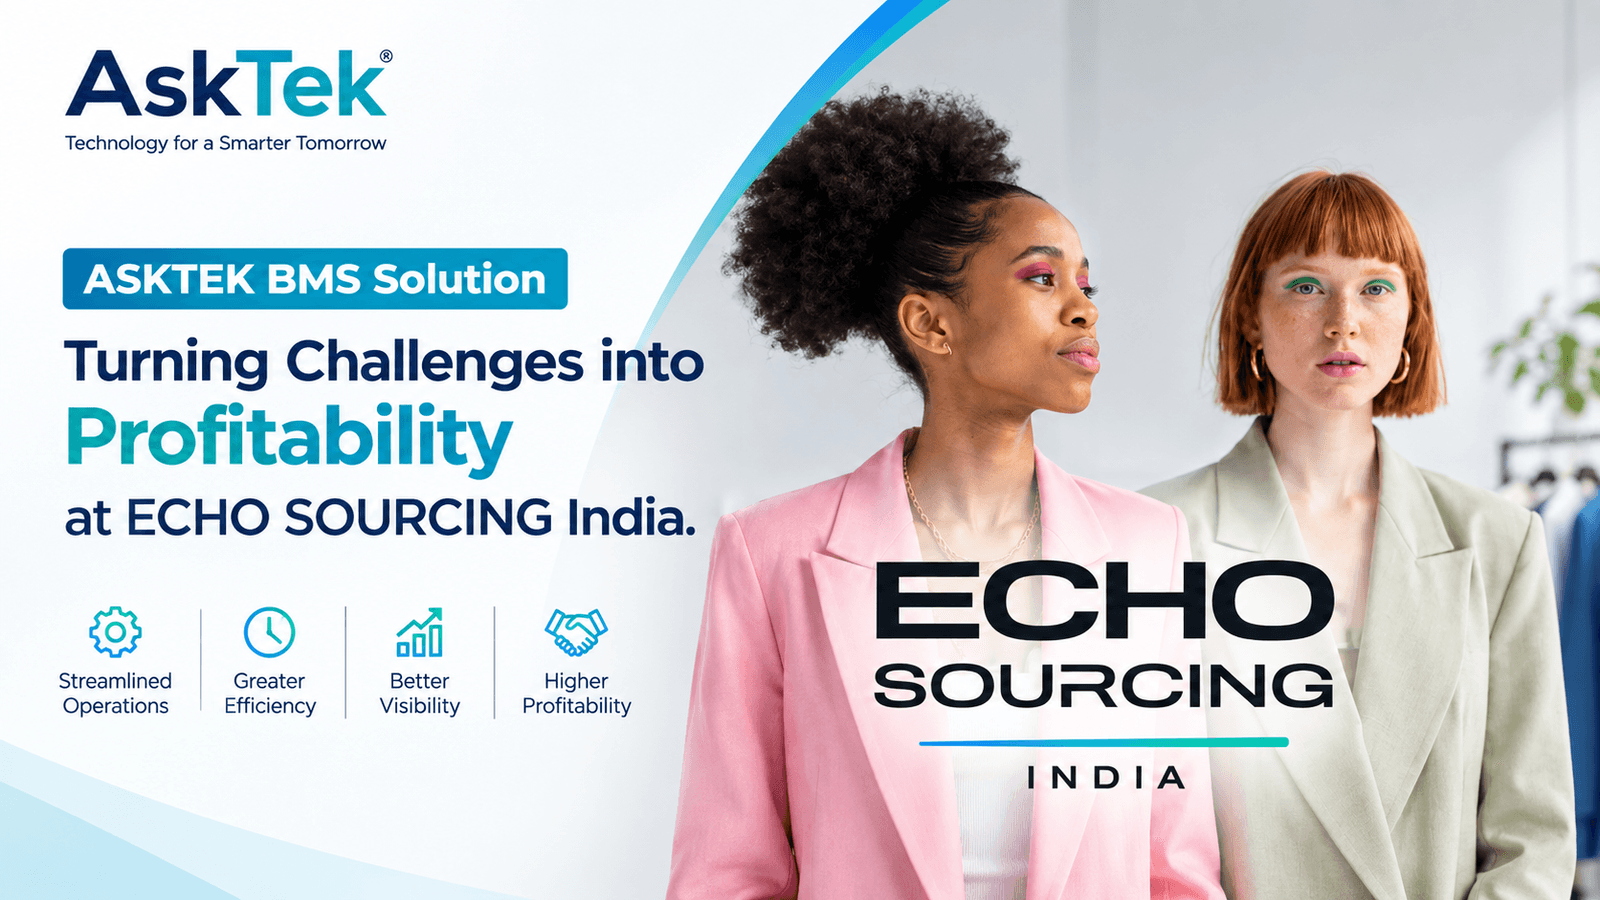 AskTek®
Technology for a Smarter Tomorrow
ASKTEK BMS Solution
Turning Challenges into
Profitability
at ECHO SOURCING India.
Streamlined
Operations
Greater
Efficiency
Better
Visibility
Higher
Profitability
ECHO
SOURCING
INDIA